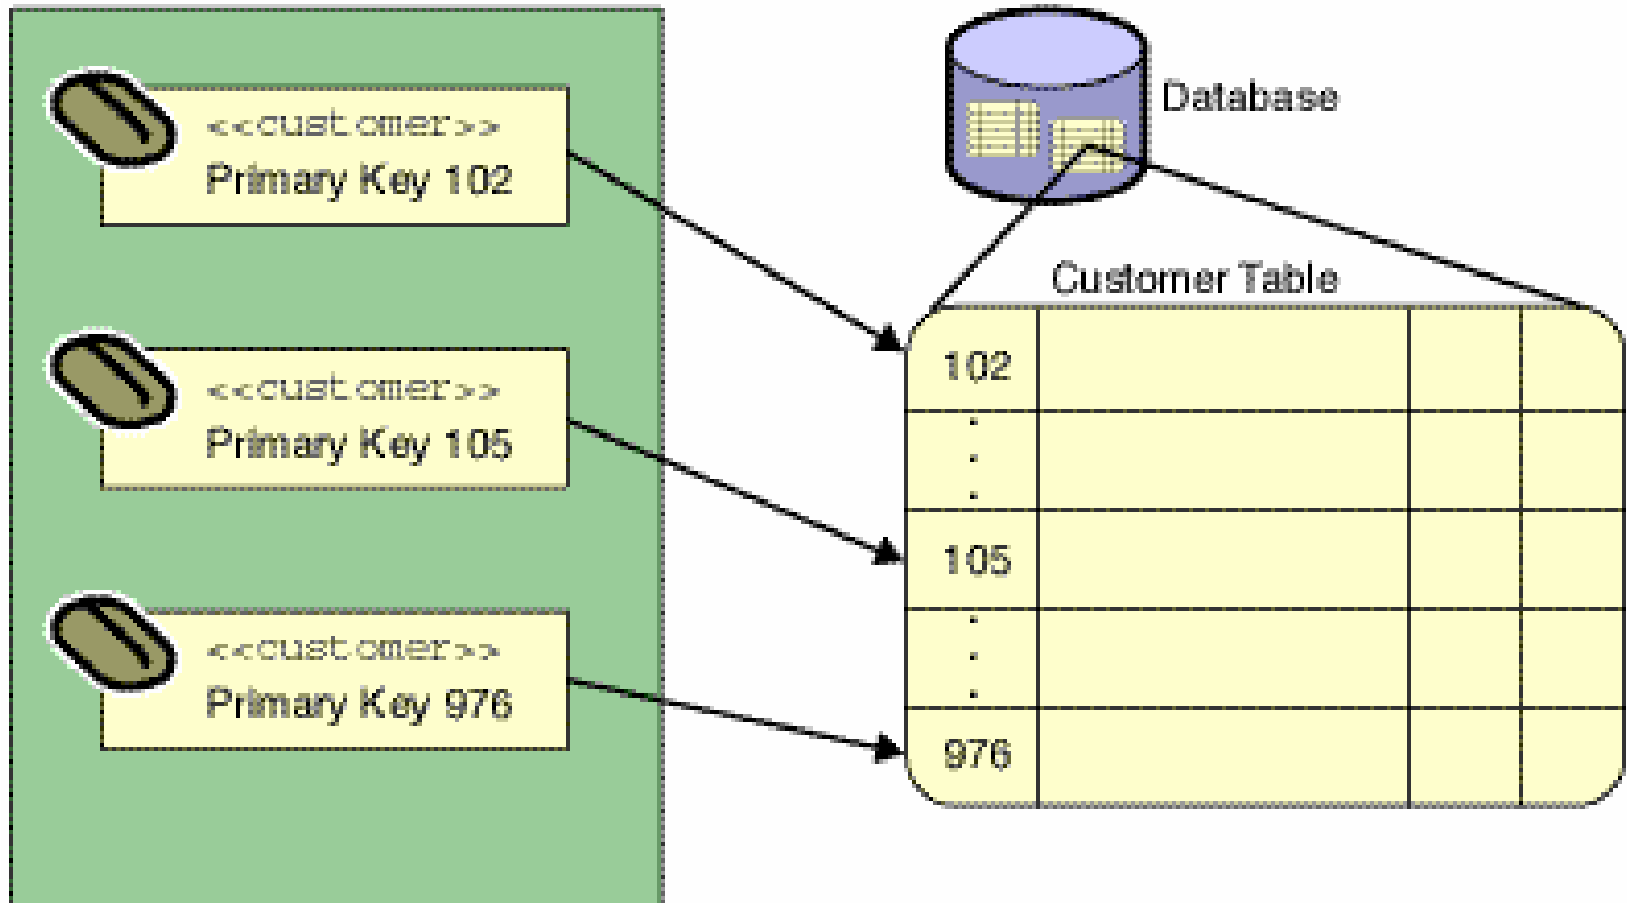 <<customer>>
Primary Key 102
<<customer>>
Primary Key 105
<<customer>>
Primary Key 976
Database
Customer Table
102
.
.
.
105
.
.
.
976